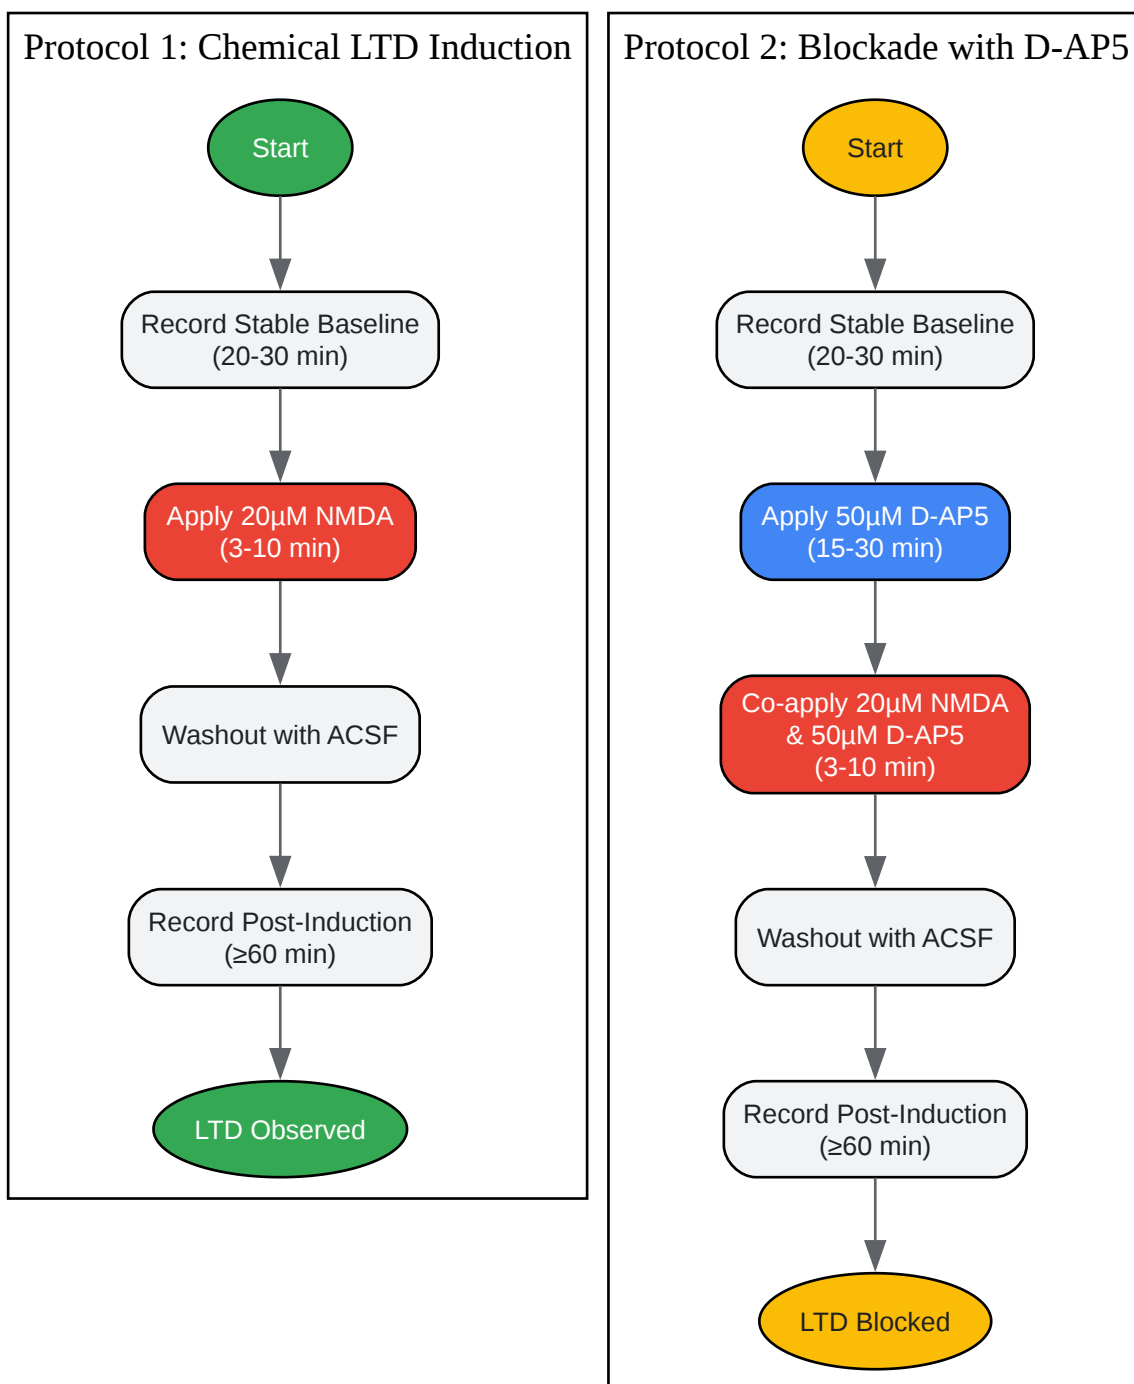 Protocol 1: Chemical LTD Induction
Start
Record Stable Baseline
(20-30 min)
Apply 20µM NMDA
(3-10 min)
Washout with ACSF
Record Post-Induction
(≥60 min)
LTD Observed
Protocol 2: Blockade with D-AP5
Start
Record Stable Baseline
(20-30 min)
Apply 50µM D-AP5
(15-30 min)
Co-apply 20µM NMDA
& 50µM D-AP5
(3-10 min)
Washout with ACSF
Record Post-Induction
(≥60 min)
LTD Blocked